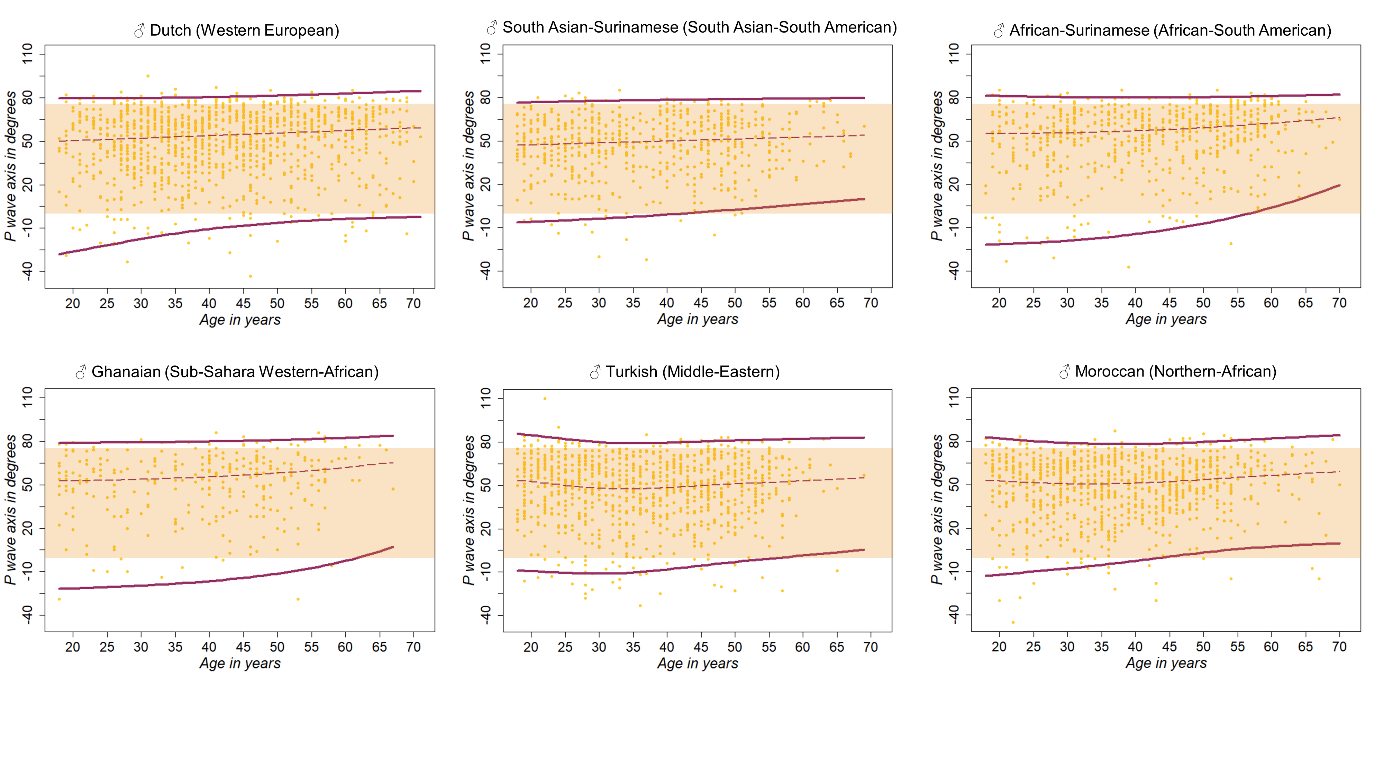 ♂ Dutch (Western European)
110
80
50
20
-10
-40
P wave axis in degrees
20 25 30 35 40 45 50 55 60 65 70
Age in years
♂ South Asian-Surinamese (South Asian-South American)
110
80
50
20
-10
-40
P wave axis in degrees
20 25 30 35 40 45 50 55 60 65 70
Age in years
♂ African-Surinamese (African-South American)
110
80
50
20
-10
-40
P wave axis in degrees
20 25 30 35 40 45 50 55 60 65 70
Age in years
♂ Ghanaian (Sub-Sahara Western-African)
110
80
50
20
-10
-40
P wave axis in degrees
20 25 30 35 40 45 50 55 60 65 70
Age in years
♂ Turkish (Middle-Eastern)
110
80
50
20
-10
-40
P wave axis in degrees
20 25 30 35 40 45 50 55 60 65 70
Age in years
♂ Moroccan (Northern-African)
110
80
50
20
-10
-40
P wave axis in degrees
20 25 30 35 40 45 50 55 60 65 70
Age in years